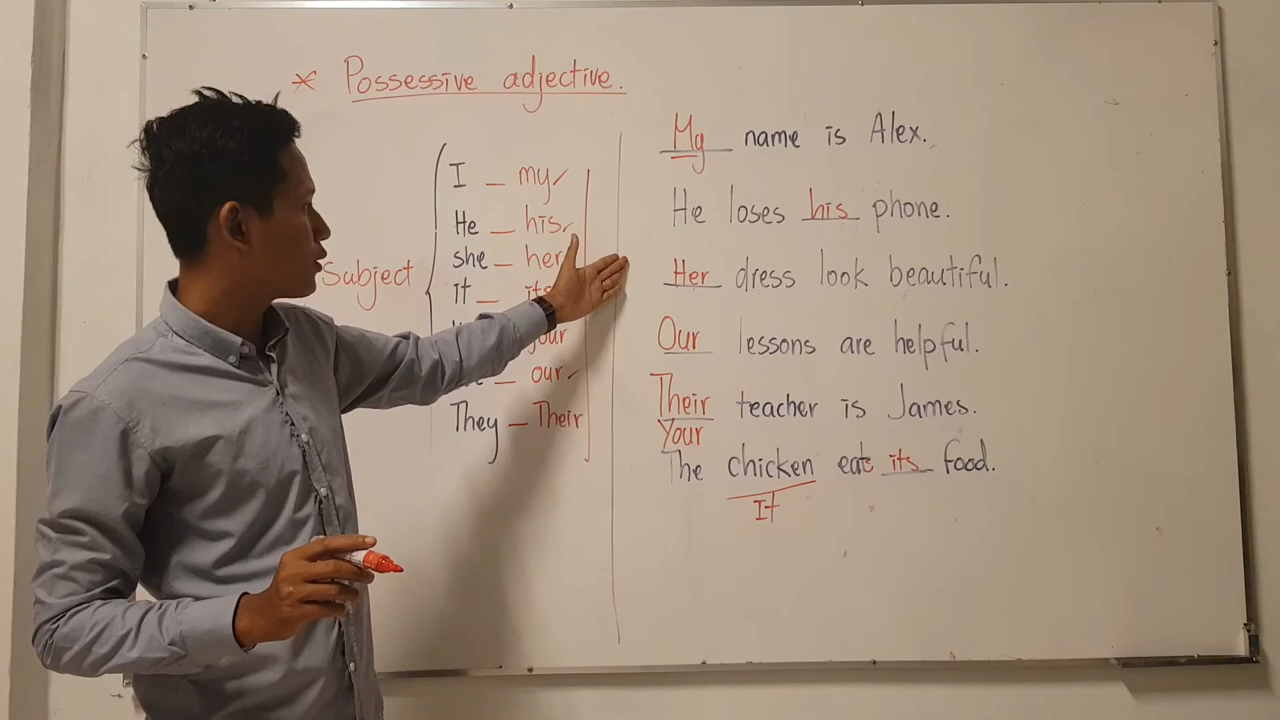 * Possessive adjective.
Subject
I _ my ✓
He _ his ✓
she _ her
it _ its
your
_ our ✓
They _ Their
My name is Alex.
He loses his phone.
Her dress look beautiful.
Our lessons are helpful.
Their teacher is James.
Your
The chicken eats its food.
It